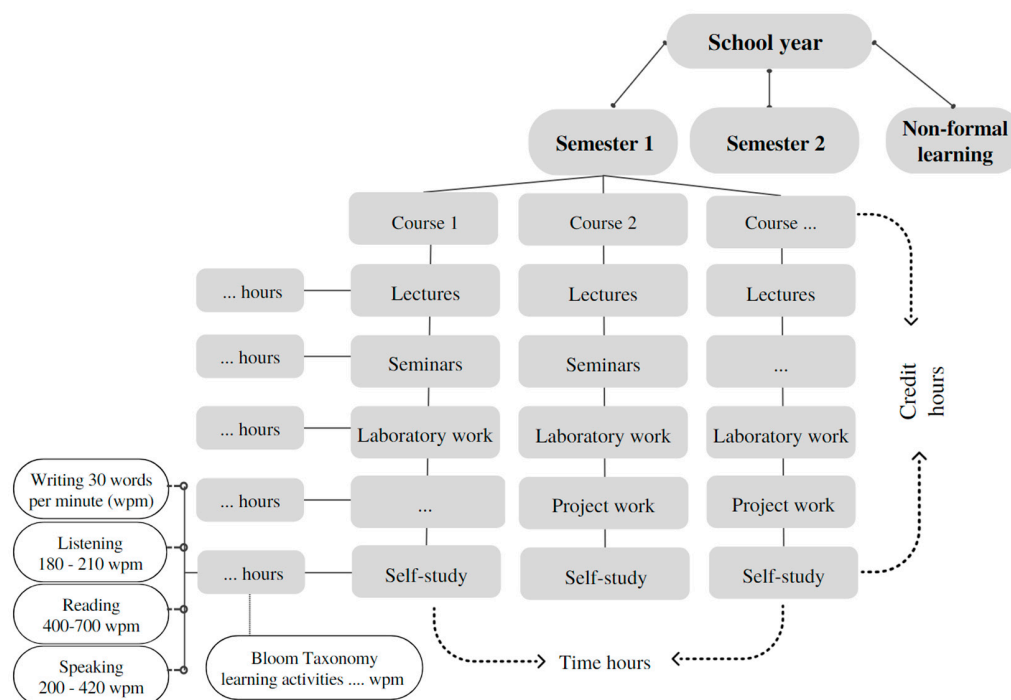 School year
Semester 1
Semester 2
Non-formal
learning
Course 1
Course 2
Course ...
... hours
Lectures
Lectures
Lectures
... hours
Seminars
Seminars
...
Credit
hours
... hours
Laboratory work
Laboratory work
Laboratory work
Writing 30 words
per minute (wpm)
... hours
...
Project work
Project work
Listening
180 - 210 wpm
... hours
Self-study
Self-study
Self-study
Reading
400-700 wpm
Speaking
200 - 420 wpm
Bloom Taxonomy
learning activities .... wpm
Time hours